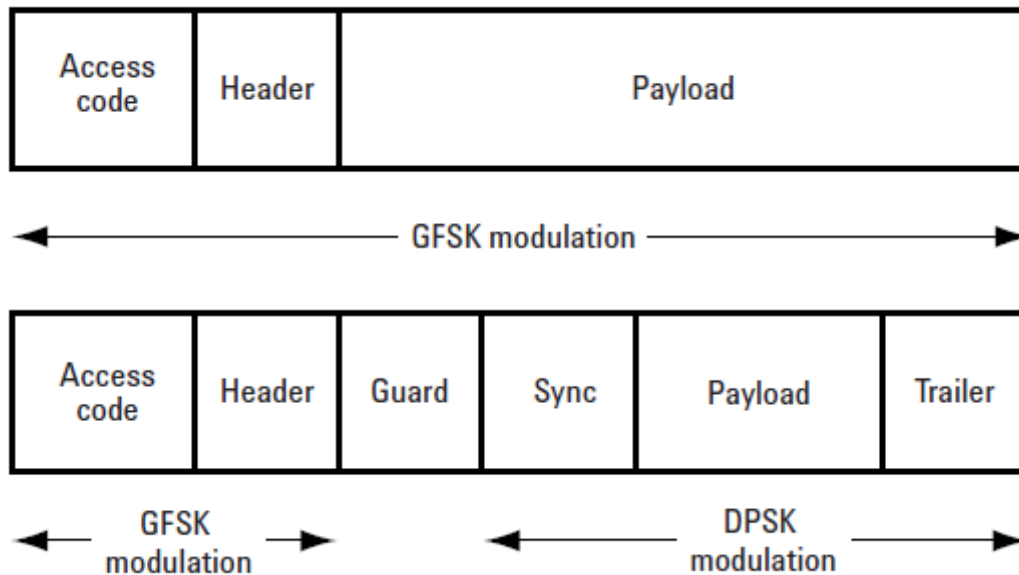 Access
code
Header
Payload
GFSK modulation
Access
code
Header
Guard
Sync
Payload
Trailer
GFSK
modulation
DPSK
modulation